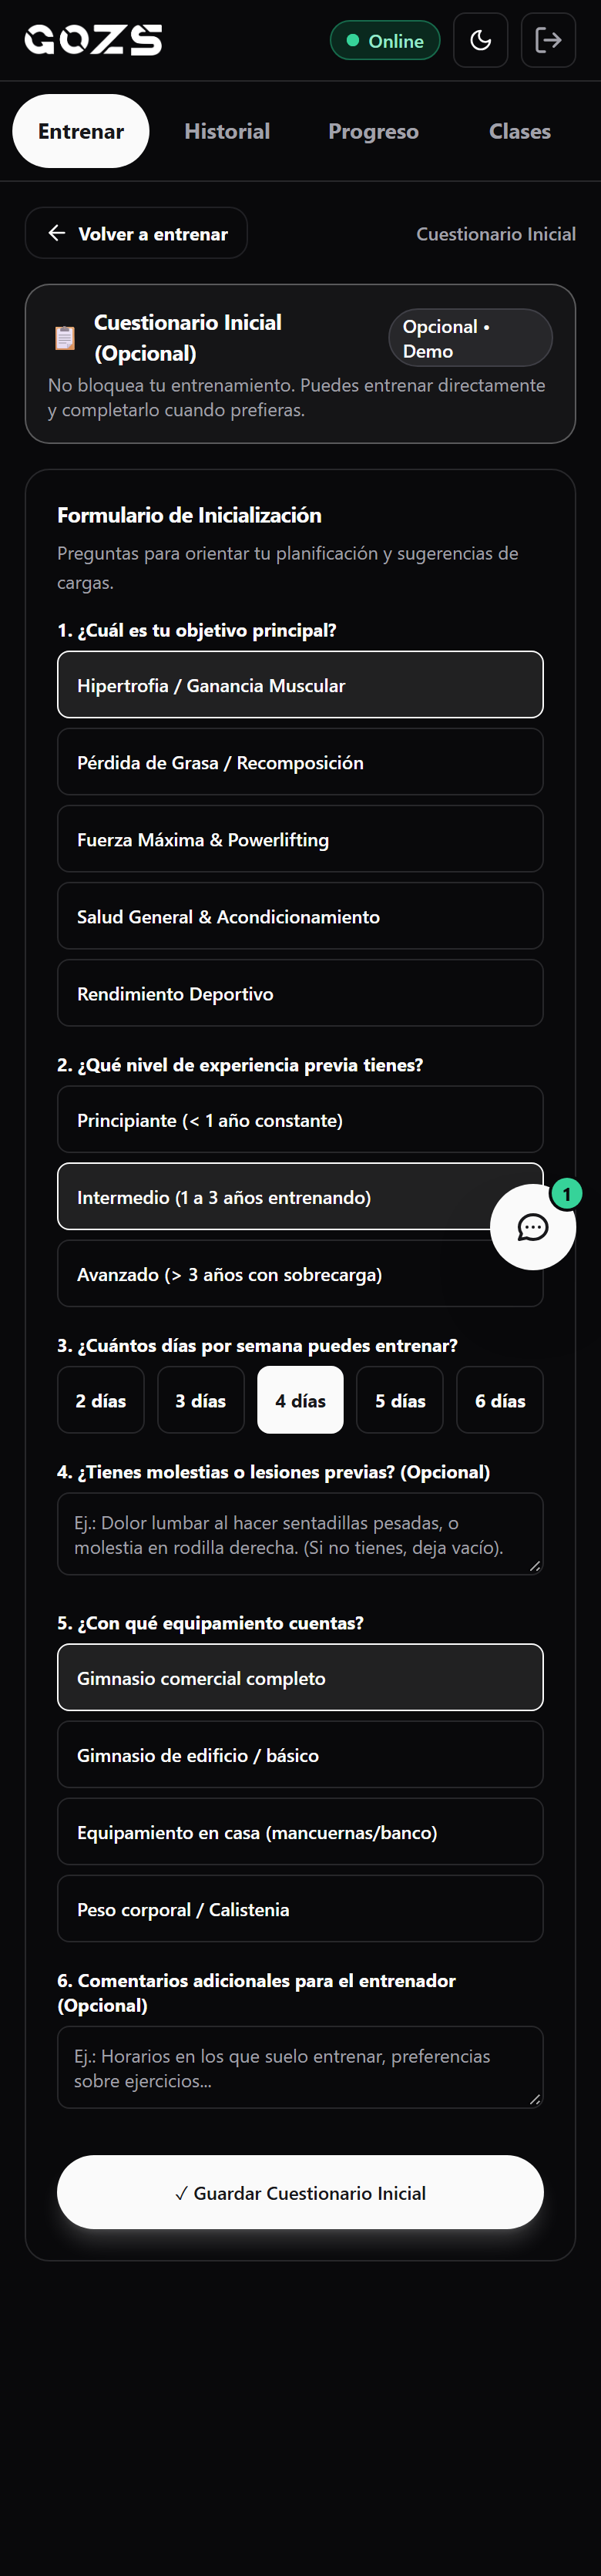 GOZS
Online
Entrenar
Historial
Progreso
Clases
Volver a entrenar
Cuestionario Inicial
Cuestionario Inicial
(Opcional)
Opcional •
Demo
No bloquea tu entrenamiento. Puedes entrenar directamente
y completarlo cuando prefieras.
Formulario de Inicialización
Preguntas para orientar tu planificación y sugerencias de
cargas.
1. ¿Cuál es tu objetivo principal?
Hipertrofia / Ganancia Muscular
Pérdida de Grasa / Recomposición
Fuerza Máxima & Powerlifting
Salud General & Acondicionamiento
Rendimiento Deportivo
2. ¿Qué nivel de experiencia previa tienes?
Principiante (< 1 año constante)
Intermedio (1 a 3 años entrenando)
1
Avanzado (> 3 años con sobrecarga)
3. ¿Cuántos días por semana puedes entrenar?
2 días
3 días
4 días
5 días
6 días
4. ¿Tienes molestias o lesiones previas? (Opcional)
Ej.: Dolor lumbar al hacer sentadillas pesadas, o
molestia en rodilla derecha. (Si no tienes, deja vacío).
5. ¿Con qué equipamiento cuentas?
Gimnasio comercial completo
Gimnasio de edificio / básico
Equipamiento en casa (mancuernas/banco)
Peso corporal / Calistenia
6. Comentarios adicionales para el entrenador
(Opcional)
Ej.: Horarios en los que suelo entrenar, preferencias
sobre ejercicios...
✓ Guardar Cuestionario Inicial